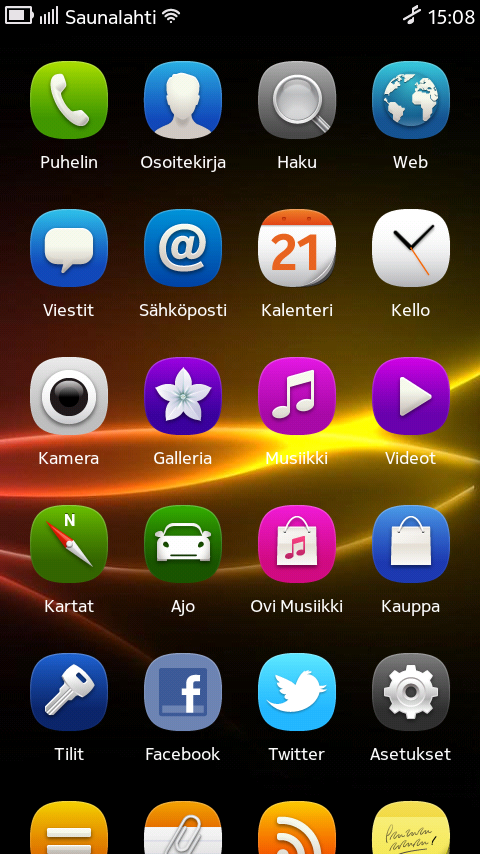 Saunalahti 15:08
Puhelin Osoitekirja Haku Web
21
Viestit Sähköposti Kalenteri Kello
Kamera Galleria Musiikki Videot
N
Kartat Ajo Ovi Musiikki Kauppa
Tilit Facebook Twitter Asetukset